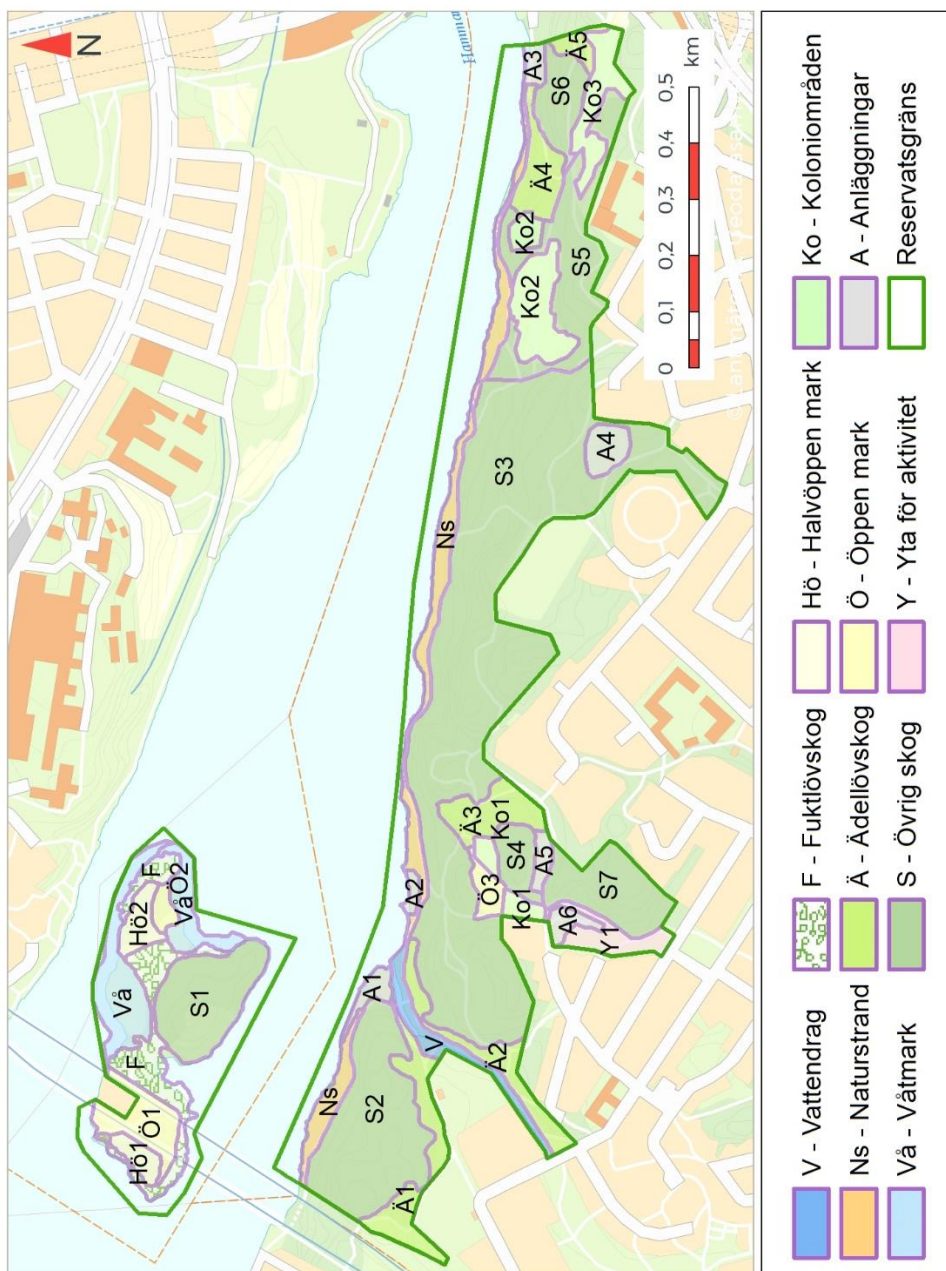 N
Hö1
Ö1
F
Vå
Hö2
F
Vå
Ö2
S1
Hammar
Ns
S2
A1
A2
Ns
Ä1
V
Ä2
S3
Ö3
Ä3
Ko1
Ko1
S4
A5
A6
Y1
S7
A4
Ko2
Ko2
Ä4
A3
S6
Ä5
Ko3
S5
0 0,1 0,2 0,3 0,4 0,5
km
V - Vattendrag F - Fuktlövskog Hö - Halvöppen mark Ko - Koloniområden
Ns - Naturstrand Ä - Ädellövskog Ö - Öppen mark A - Anläggningar
Vå - Våtmark S - Övrig skog Y - Yta för aktivitet Reservatsgräns